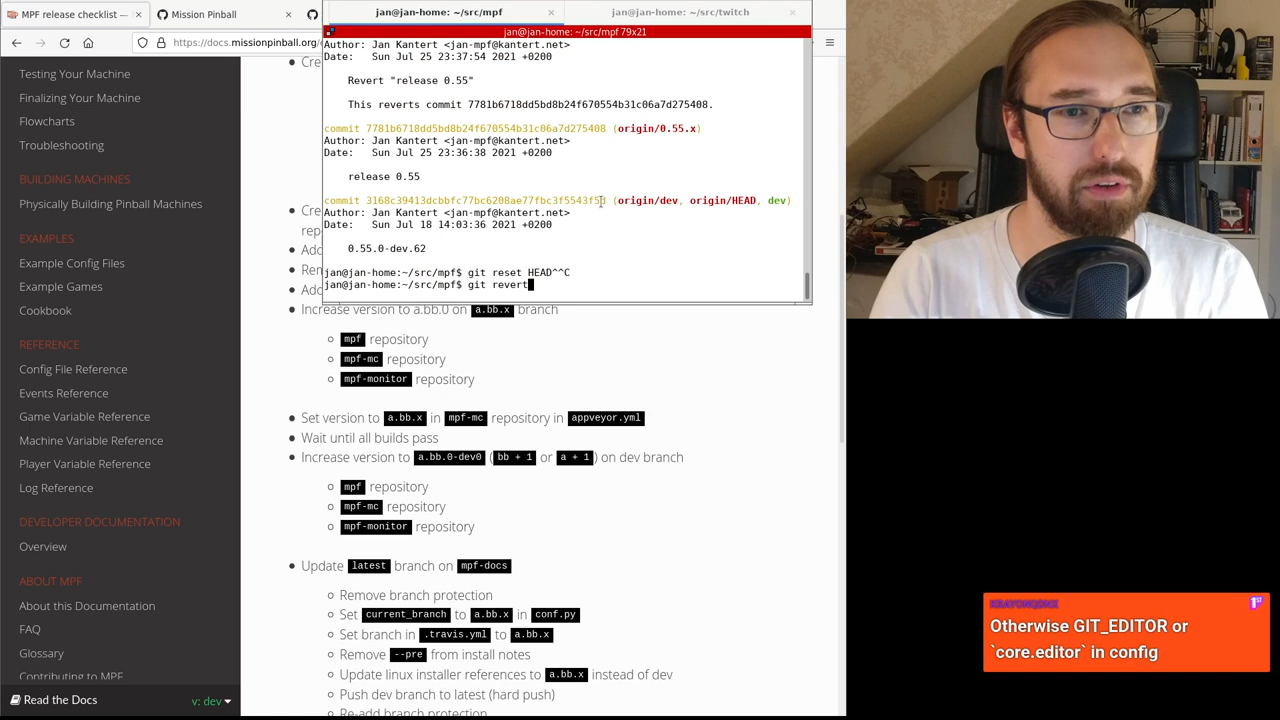 MPF release checklist —
Mission Pinball
jan@jan-home: ~/src/mpf
jan@jan-home: ~/src/twitch
jan@jan-home: ~/src/mpf 79x21
https://docs.missionpinball.org/
Testing Your Machine
Finalizing Your Machine
Flowcharts
Troubleshooting
BUILDING MACHINES
Physically Building Pinball Machines
EXAMPLES
Example Config Files
Example Games
Cookbook
REFERENCE
Config File Reference
Events Reference
Game Variable Reference
Machine Variable Reference
Player Variable Reference
Log Reference
DEVELOPER DOCUMENTATION
Overview
ABOUT MPF
About this Documentation
FAQ
Glossary
Contributing to MPF
Read the Docs
v: dev
Author: Jan Kantert <jan-mpf@kantert.net>
Date:   Sun Jul 25 23:37:54 2021 +0200
Revert "release 0.55"
This reverts commit 7781b6718dd5bd8b24f670554b31c06a7d275408.
commit 7781b6718dd5bd8b24f670554b31c06a7d275408 (origin/0.55.x)
Author: Jan Kantert <jan-mpf@kantert.net>
Date:   Sun Jul 25 23:36:38 2021 +0200
release 0.55
commit 3168c39413dcbbfc77bc6208ae77fbc3f5543f5d (origin/dev, origin/HEAD, dev)
Author: Jan Kantert <jan-mpf@kantert.net>
Date:   Sun Jul 18 14:03:36 2021 +0200
0.55.0-dev.62
jan@jan-home:~/src/mpf$ git reset HEAD^^C
jan@jan-home:~/src/mpf$ git revert
Cre
Cre
rep
Add
Rem
Add
Increase version to a.bb.0 on a.bb.x branch
mpf repository
mpf-mc repository
mpf-monitor repository
Set version to a.bb.x in mpf-mc repository in appveyor.yml
Wait until all builds pass
Increase version to a.bb.0-dev0 (bb + 1 or a + 1) on dev branch
mpf repository
mpf-mc repository
mpf-monitor repository
Update latest branch on mpf-docs
Remove branch protection
Set current_branch to a.bb.x in conf.py
Set branch in .travis.yml to a.bb.x
Remove --pre from install notes
Update linux installer references to a.bb.x instead of dev
Push dev branch to latest (hard push)
Re-add branch protection
Otherwise GIT_EDITOR or
`core.editor` in config